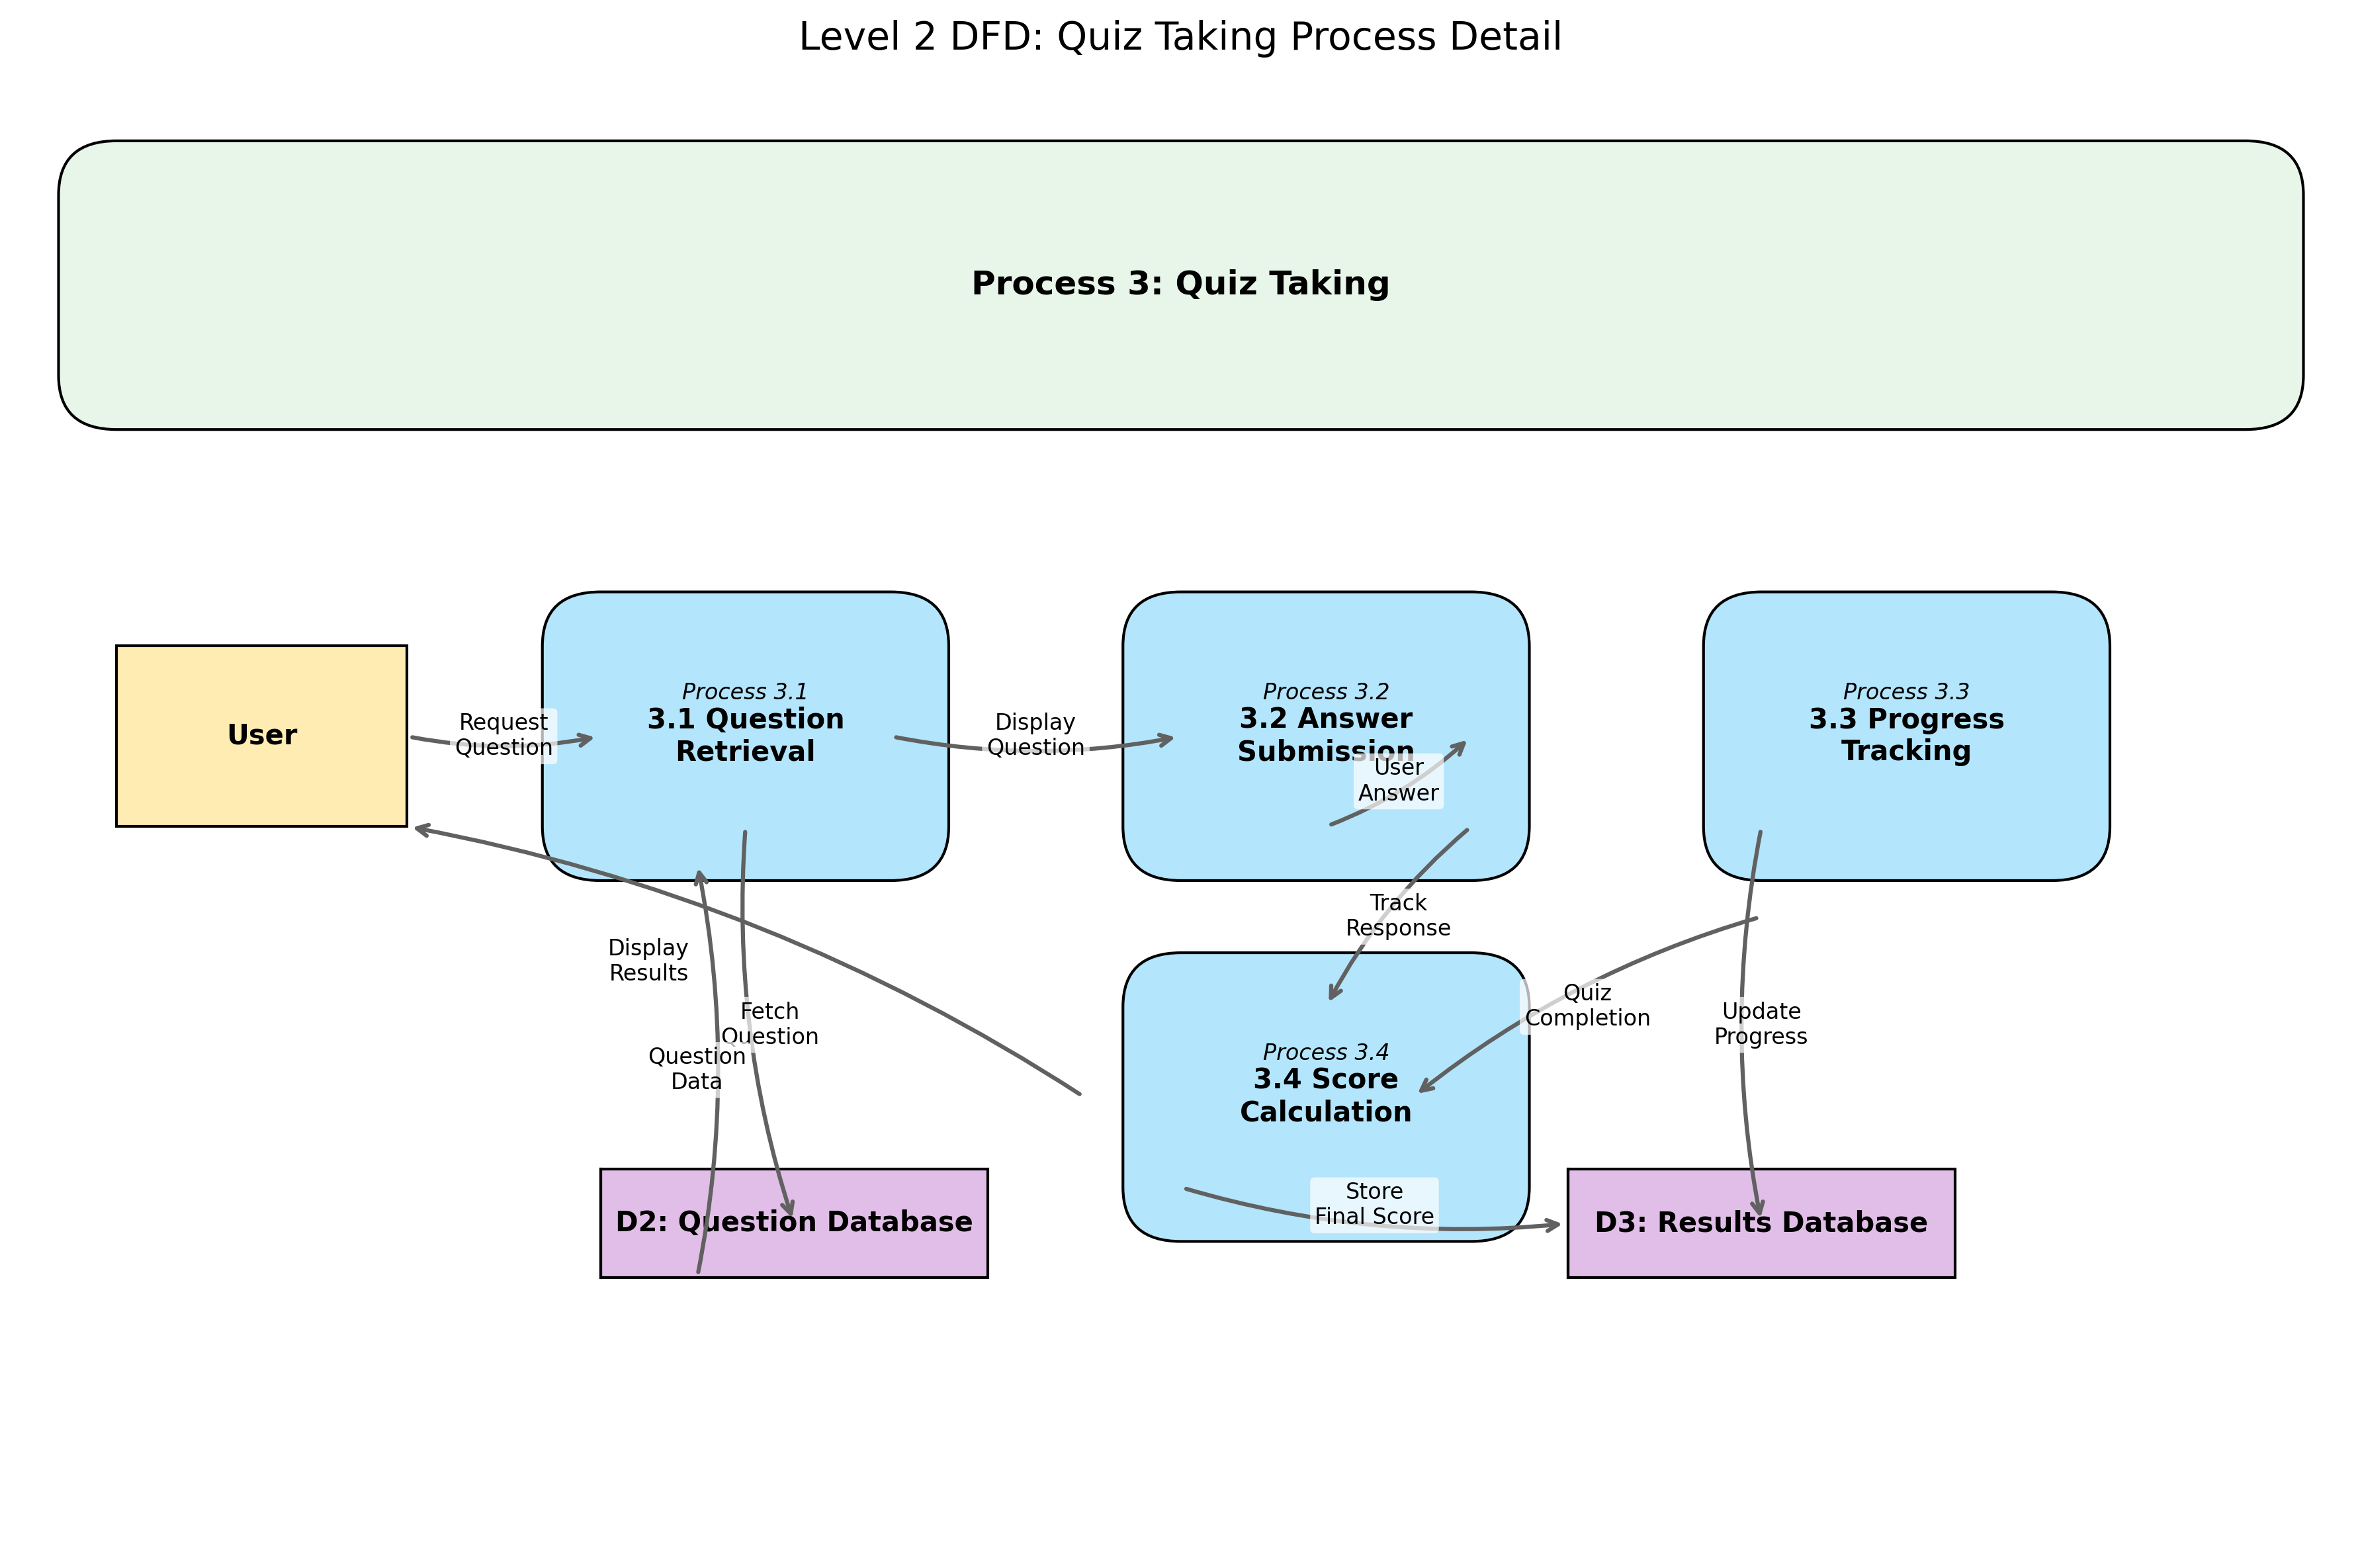 Level 2 DFD: Quiz Taking Process Detail
Process 3: Quiz Taking
User
Request
Question
Process 3.1
3.1 Question
Retrieval
Display
Question
Process 3.2
3.2 Answer
Submission
User
Answer
Process 3.3
3.3 Progress
Tracking
Track
Response
Display
Results
Fetch
Question
Question
Data
Quiz
Completion
Update
Progress
Process 3.4
3.4 Score
Calculation
Store
Final Score
D2: Question Database
D3: Results Database